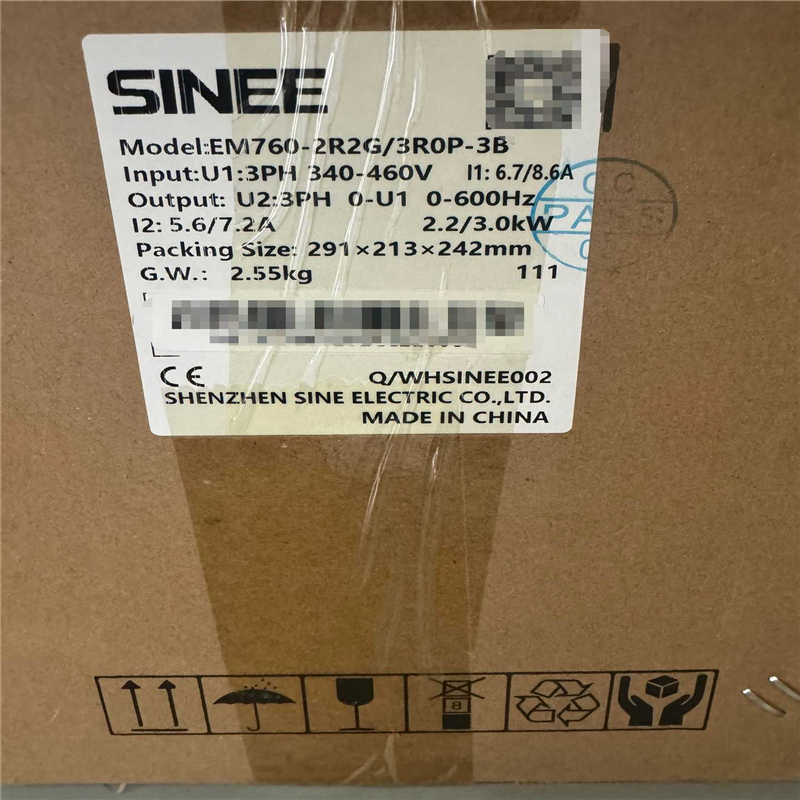 SINEE
Model:EM760-2R2G/3R0P-3B
Input:U1:3PH 340-460V I1: 6.7/8.6A
Output: U2:3PH 0-U1 0-600Hz
I2: 5.6/7.2A 2.2/3.0kW
Packing Size: 291×213×242mm
G.W.: 2.55kg 111
CE Q/WHSINEE002
SHENZHEN SINE ELECTRIC CO.,LTD.
MADE IN CHINA
8